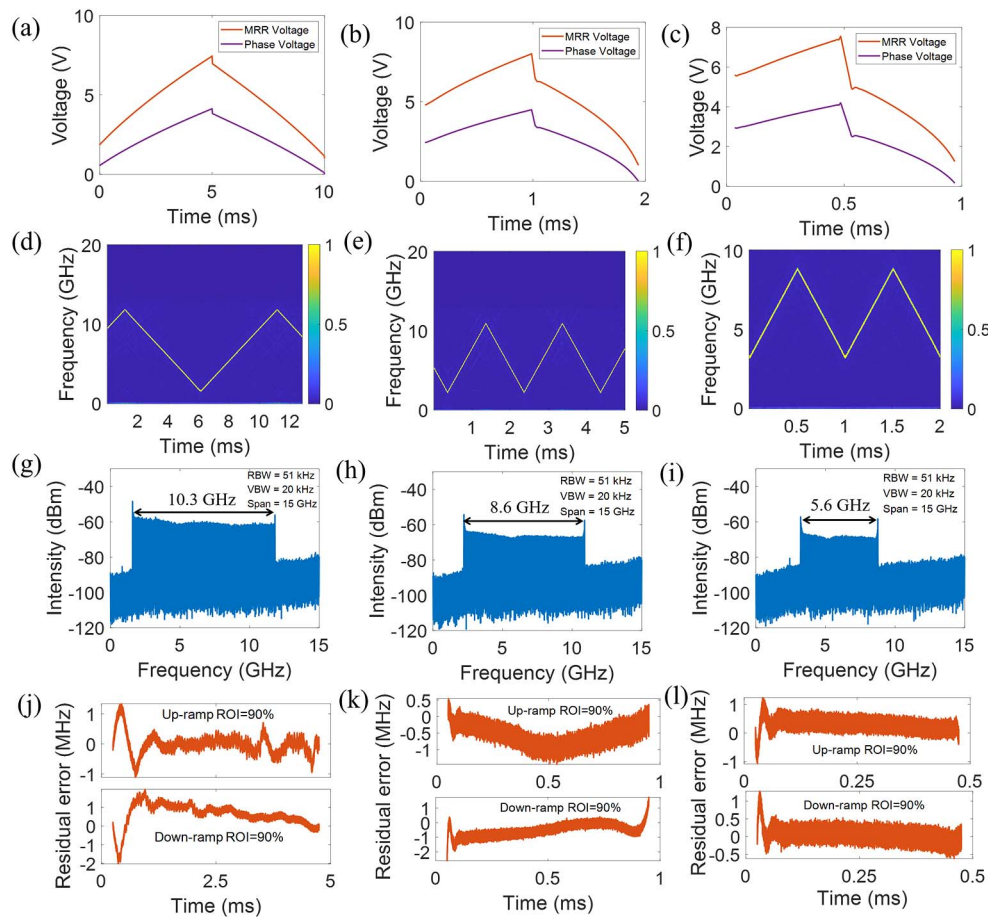 (a)
Voltage (V)
10
5
0
MRR Voltage
Phase Voltage
0
5
10
Time (ms)
(b)
Voltage (V)
10
5
0
MRR Voltage
Phase Voltage
0
1
2
Time (ms)
(c)
Voltage (V)
8
6
4
2
0
MRR Voltage
Phase Voltage
0
0.5
1
Time (ms)
(d)
Frequency (GHz)
20
10
0
2
4
6
8
10
12
Time (ms)
1
0.5
0
(e)
Frequency (GHz)
20
10
0
1
2
3
4
5
Time (ms)
1
0.5
0
(f)
Frequency (GHz)
10
5
0
0.5
1
1.5
2
Time (ms)
1
0.5
0
(g)
Intensity (dBm)
-40
-60
-80
-100
-120
RBW = 51 kHz
VBW = 20 kHz
Span = 15 GHz
10.3 GHz
0
5
10
15
Frequency (GHz)
(h)
Intensity (dBm)
-40
-60
-80
-100
-120
RBW = 51 kHz
VBW = 20 kHz
Span = 15 GHz
8.6 GHz
0
5
10
15
Frequency (GHz)
(i)
Intensity (dBm)
-40
-60
-80
-100
-120
RBW = 51 kHz
VBW = 20 kHz
Span = 15 GHz
5.6 GHz
0
5
10
15
Frequency (GHz)
(j)
Residual error (MHz)
1
0
-1
Up-ramp ROI=90%
1
0
-1
-2
Down-ramp ROI=90%
0
2.5
5
Time (ms)
(k)
Residual error (MHz)
0.5
0
-0.5
-1
Up-ramp ROI=90%
1
0
-1
-2
Down-ramp ROI=90%
0
0.5
1
Time (ms)
(l)
Residual error (MHz)
1
0
-1
Up-ramp ROI=90%
1
0.5
0
-0.5
Down-ramp ROI=90%
0
0.25
0.5
0
0.25
0.5
Time (ms)